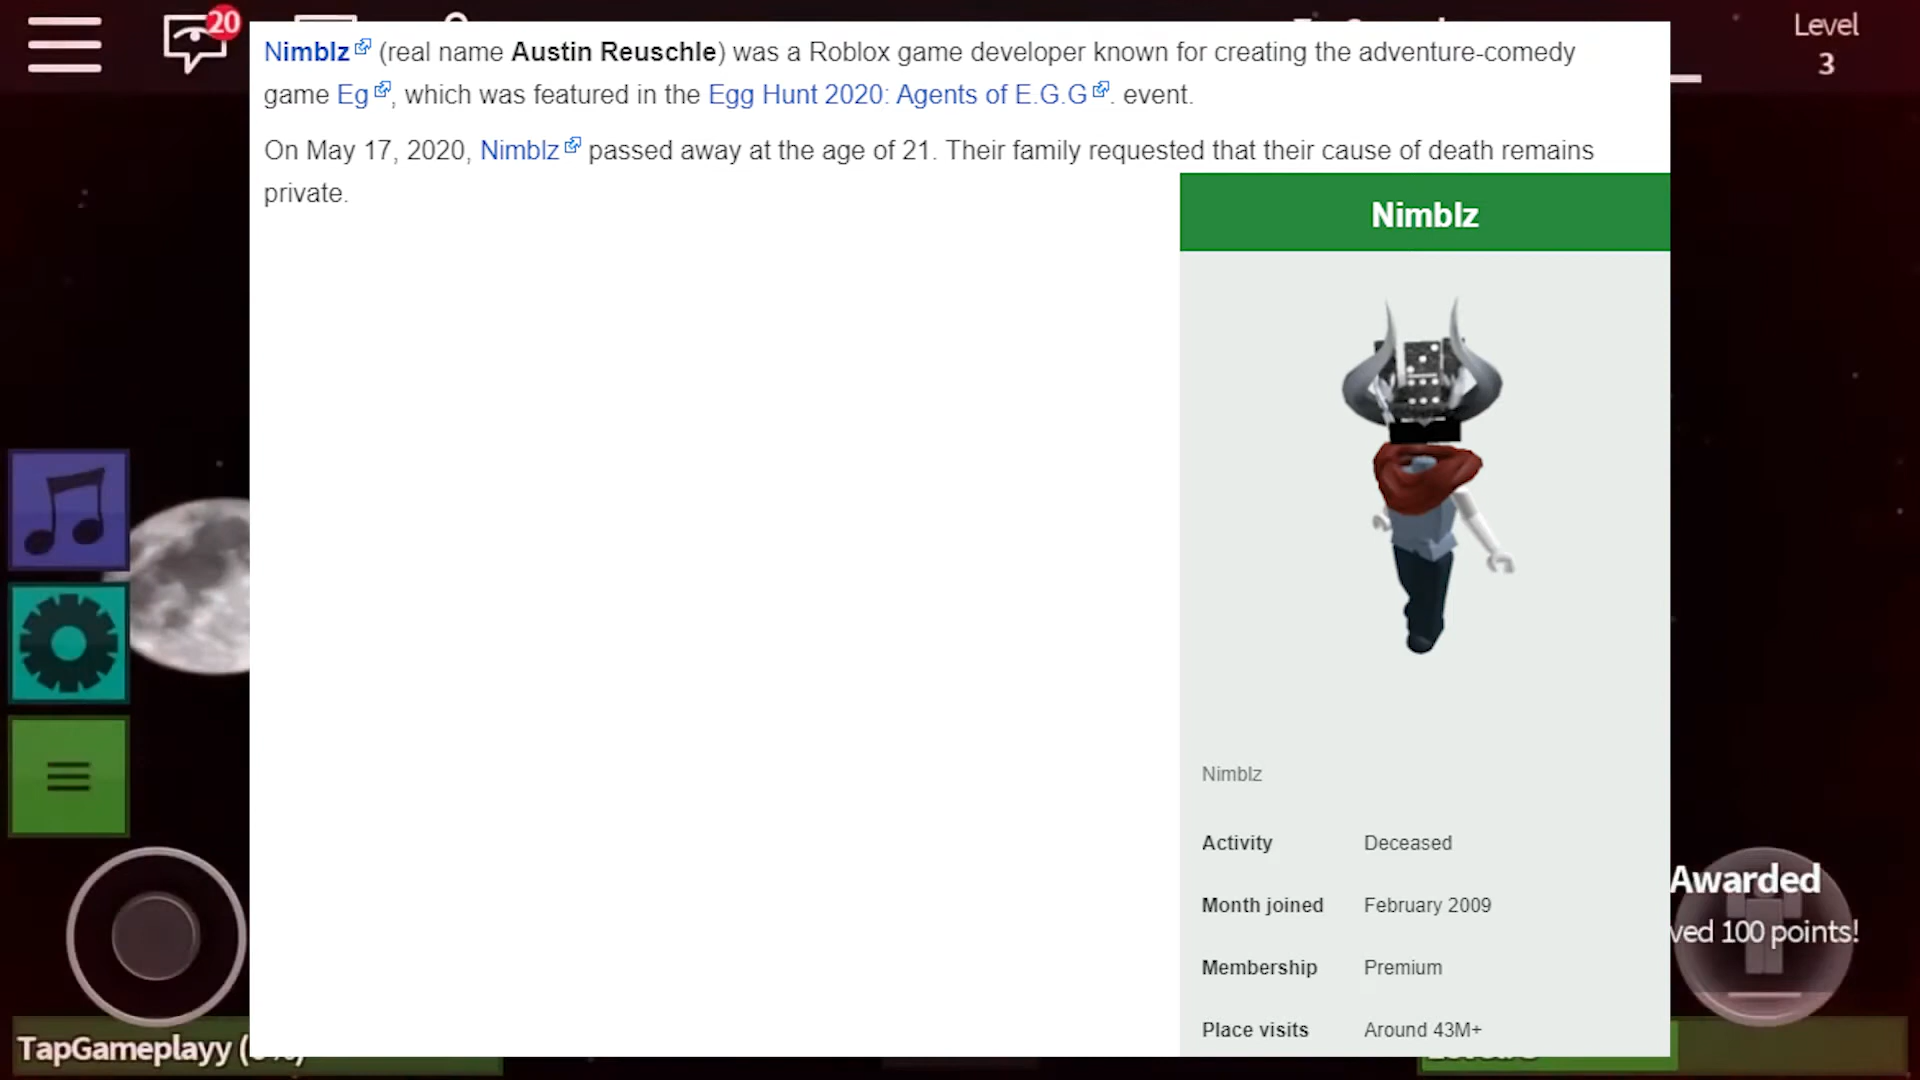 20
Level
3
Nimblz (real name Austin Reuschle) was a Roblox game developer known for creating the adventure-comedy
game Eg, which was featured in the Egg Hunt 2020: Agents of E.G.G. event.
On May 17, 2020, Nimblz passed away at the age of 21. Their family requested that their cause of death remains
private.
Nimblz
Nimblz
Activity Deceased
Month joined February 2009
Membership Premium
Place visits Around 43M+
Awarded
100 points!
TapGameplayy